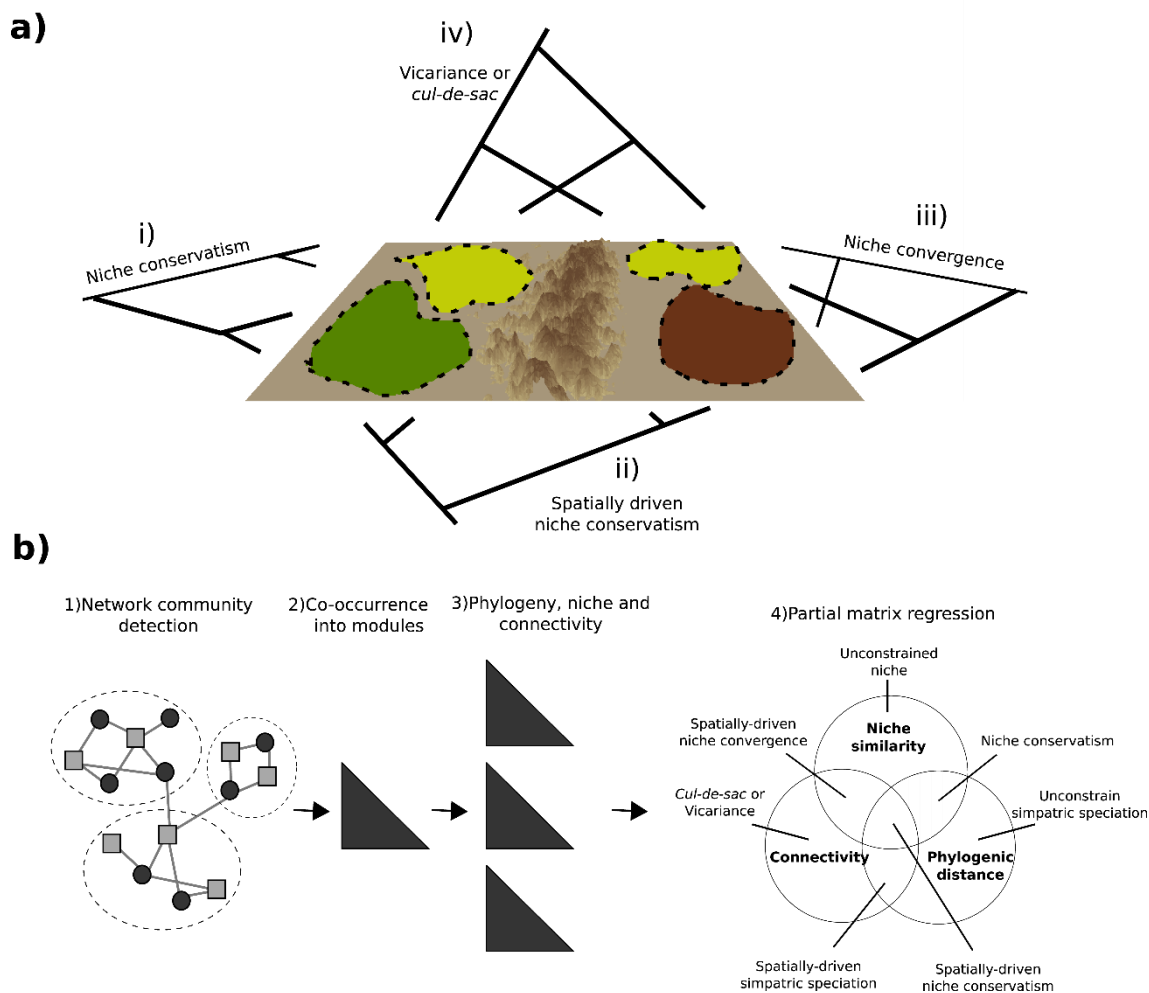 a)
iv)
Vicariance or
cul-de-sac
i)
Niche conservatism
iii)
Niche convergence
ii)
Spatially driven
niche conservatism
b)
1)Network community
detection
2)Co-occurrence
into modules
3)Phylogeny, niche and
connectivity
4)Partial matrix regression
Unconstrained
niche
Spatially-driven
niche convergence
Niche
similarity
Niche conservatism
Cul-de-sac or
Vicariance
Unconstrain
simpatric speciation
Connectivity
Phylogenic
distance
Spatially-driven
simpatric speciation
Spatially-driven
niche conservatism